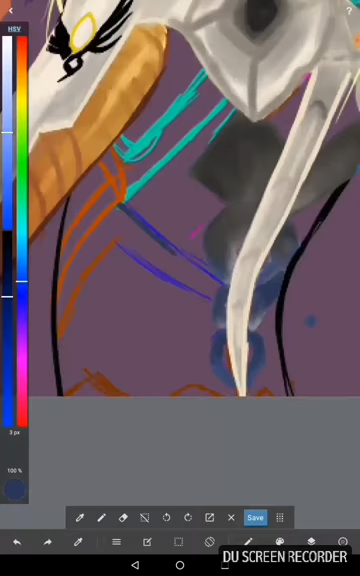 HSV
?
3 px
100 %
Save
DU SCREEN RECORDER